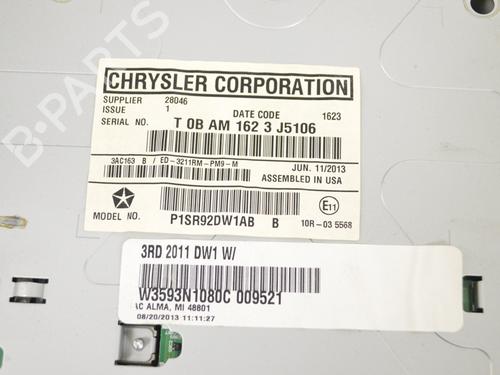 CHRYSLER CORPORATION
SUPPLIER 28046
ISSUE 1 DATE CODE 1623
SERIAL NO. T 0B AM 162 3 J5106
3AC163 B / ED-3211RM-PM9-M JUN. 11/2013
ASSEMBLED IN USA
E11
MODEL NO. P1SR92DW1AB B 10R-03 5568
3RD 2011 DW1 W/
W3593N1080C 009521
AC ALMA, MI 48801
08/20/2013 11:11:27
B-PARTS